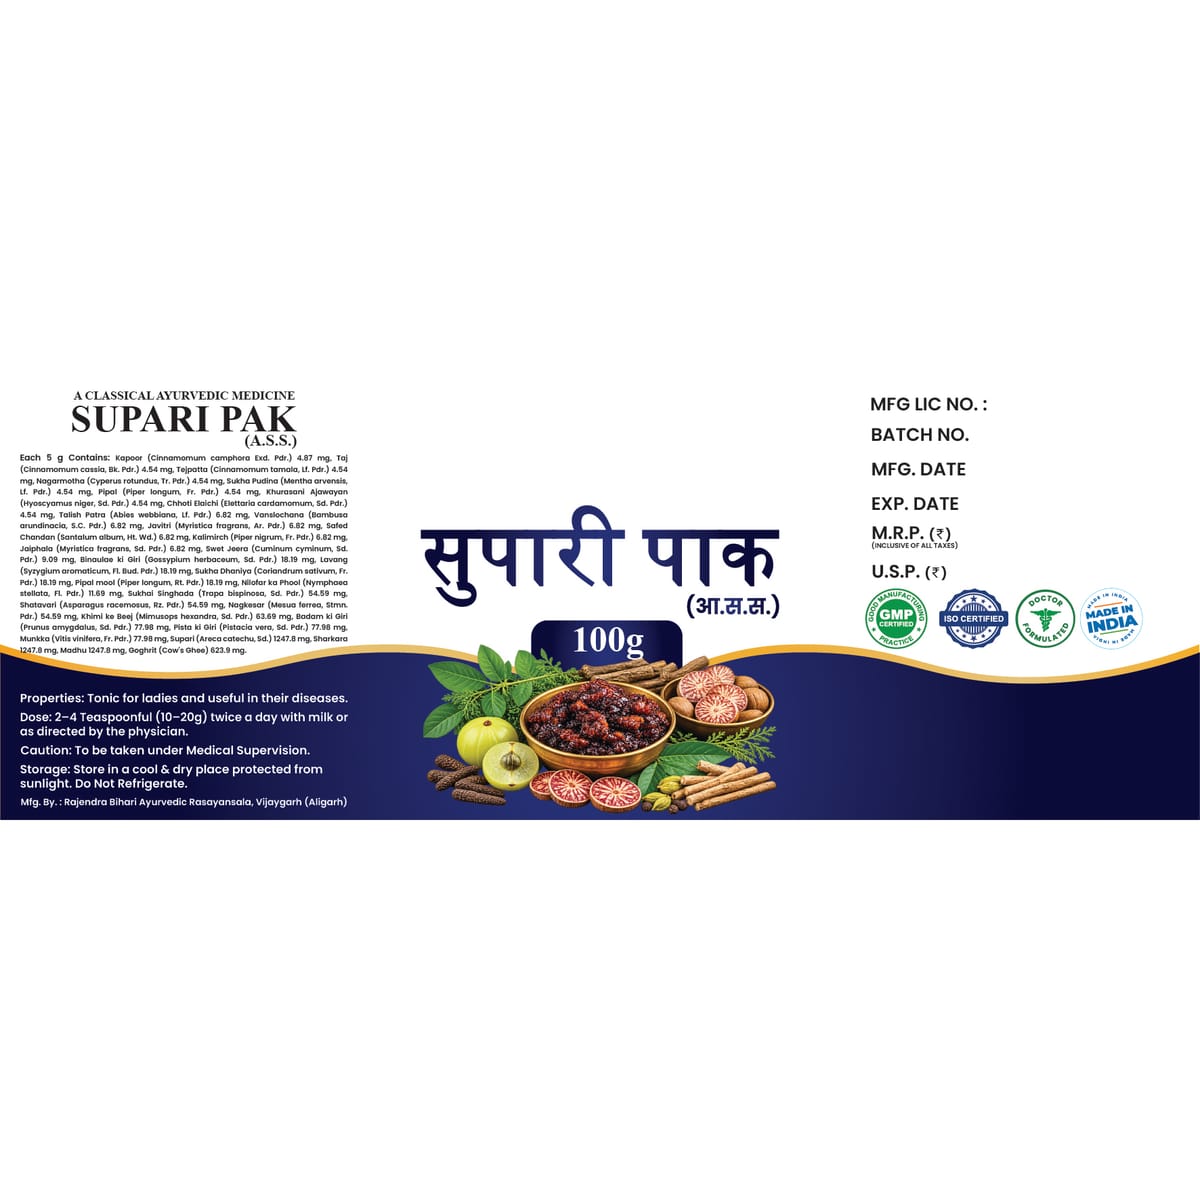 A CLASSICAL AYURVEDIC MEDICINE
SUPARI PAK
(A.S.S.)
Each 5 g Contains: Kapoor (Cinnamomum camphora Exd. Pdr.) 4.87 mg, Taj
(Cinnamomum cassia, Bk. Pdr.) 4.54 mg, Tejpatta (Cinnamomum tamala, Lf. Pdr.) 4.54
mg, Nagarmotha (Cyperus rotundus, Tr. Pdr.) 4.54 mg, Sukha Pudina (Mentha arvensis,
Lf. Pdr.) 4.54 mg, Pipal (Piper longum, Fr. Pdr.) 4.54 mg, Khurasani Ajawayan
(Hyoscyamus niger, Sd. Pdr.) 4.54 mg, Chhoti Elaichi (Elettaria cardamomum, Sd. Pdr.)
4.54 mg, Talish Patra (Abies webbiana, Lf. Pdr.) 6.82 mg, Vanslochana (Bambusa
arundinacia, S.C. Pdr.) 6.82 mg, Javitri (Myristica fragrans, Ar. Pdr.) 6.82 mg, Safed
Chandan (Santalum album, Ht. Wd.) 6.82 mg, Kalimirch (Piper nigrum, Fr. Pdr.) 6.82 mg,
Jaiphala (Myristica fragrans, Sd. Pdr.) 6.82 mg, Swet Jeera (Cuminum cyminum, Sd.
Pdr.) 9.09 mg, Binaulae ki Giri (Gossypium herbaceum, Sd. Pdr.) 18.19 mg, Lavang
(Syzygium aromaticum, Fl. Bud. Pdr.) 18.19 mg, Sukha Dhaniya (Coriandrum sativum, Fr.
Pdr.) 18.19 mg, Pipal mool (Piper longum, Rt. Pdr.) 18.19 mg, Nilofar ka Phool (Nymphaea
stellata, Fl. Pdr.) 11.69 mg, Sukhai Singhada (Trapa bispinosa, Sd. Pdr.) 54.59 mg,
Shatavari (Asparagus racemosus, Rz. Pdr.) 54.59 mg, Nagkesar (Mesua ferrea, Stmn.
Pdr.) 54.59 mg, Khimi ke Beej (Mimusops hexandra, Sd. Pdr.) 63.69 mg, Badam ki Giri
(Prunus amygdalus, Sd. Pdr.) 77.98 mg, Pista ki Giri (Pistacia vera, Sd. Pdr.) 77.98 mg,
Munkka (Vitis vinifera, Fr. Pdr.) 77.98 mg, Supari (Areca catechu, Sd.) 1247.8 mg, Sharkara
1247.8 mg, Madhu 1247.8 mg, Goghrit (Cow's Ghee) 623.9 mg.
Properties: Tonic for ladies and useful in their diseases.
Dose: 2–4 Teaspoonful (10–20g) twice a day with milk or
as directed by the physician.
Caution: To be taken under Medical Supervision.
Storage: Store in a cool & dry place protected from
sunlight. Do Not Refrigerate.
Mfg. By. : Rajendra Bihari Ayurvedic Rasayansala, Vijaygarh (Aligarh)
सुपारी पाक
(आ.स.स.)
100g
MFG LIC NO. :
BATCH NO.
MFG. DATE
EXP. DATE
M.R.P. (₹)
(INCLUSIVE OF ALL TAXES)
U.S.P. (₹)
GOOD MANUFACTURING
GMP
CERTIFIED
PRACTICE
ISO CERTIFIED
DOCTOR
FORMULATED
MADE IN INDIA
MADE IN
INDIA
MADE IN INDIA